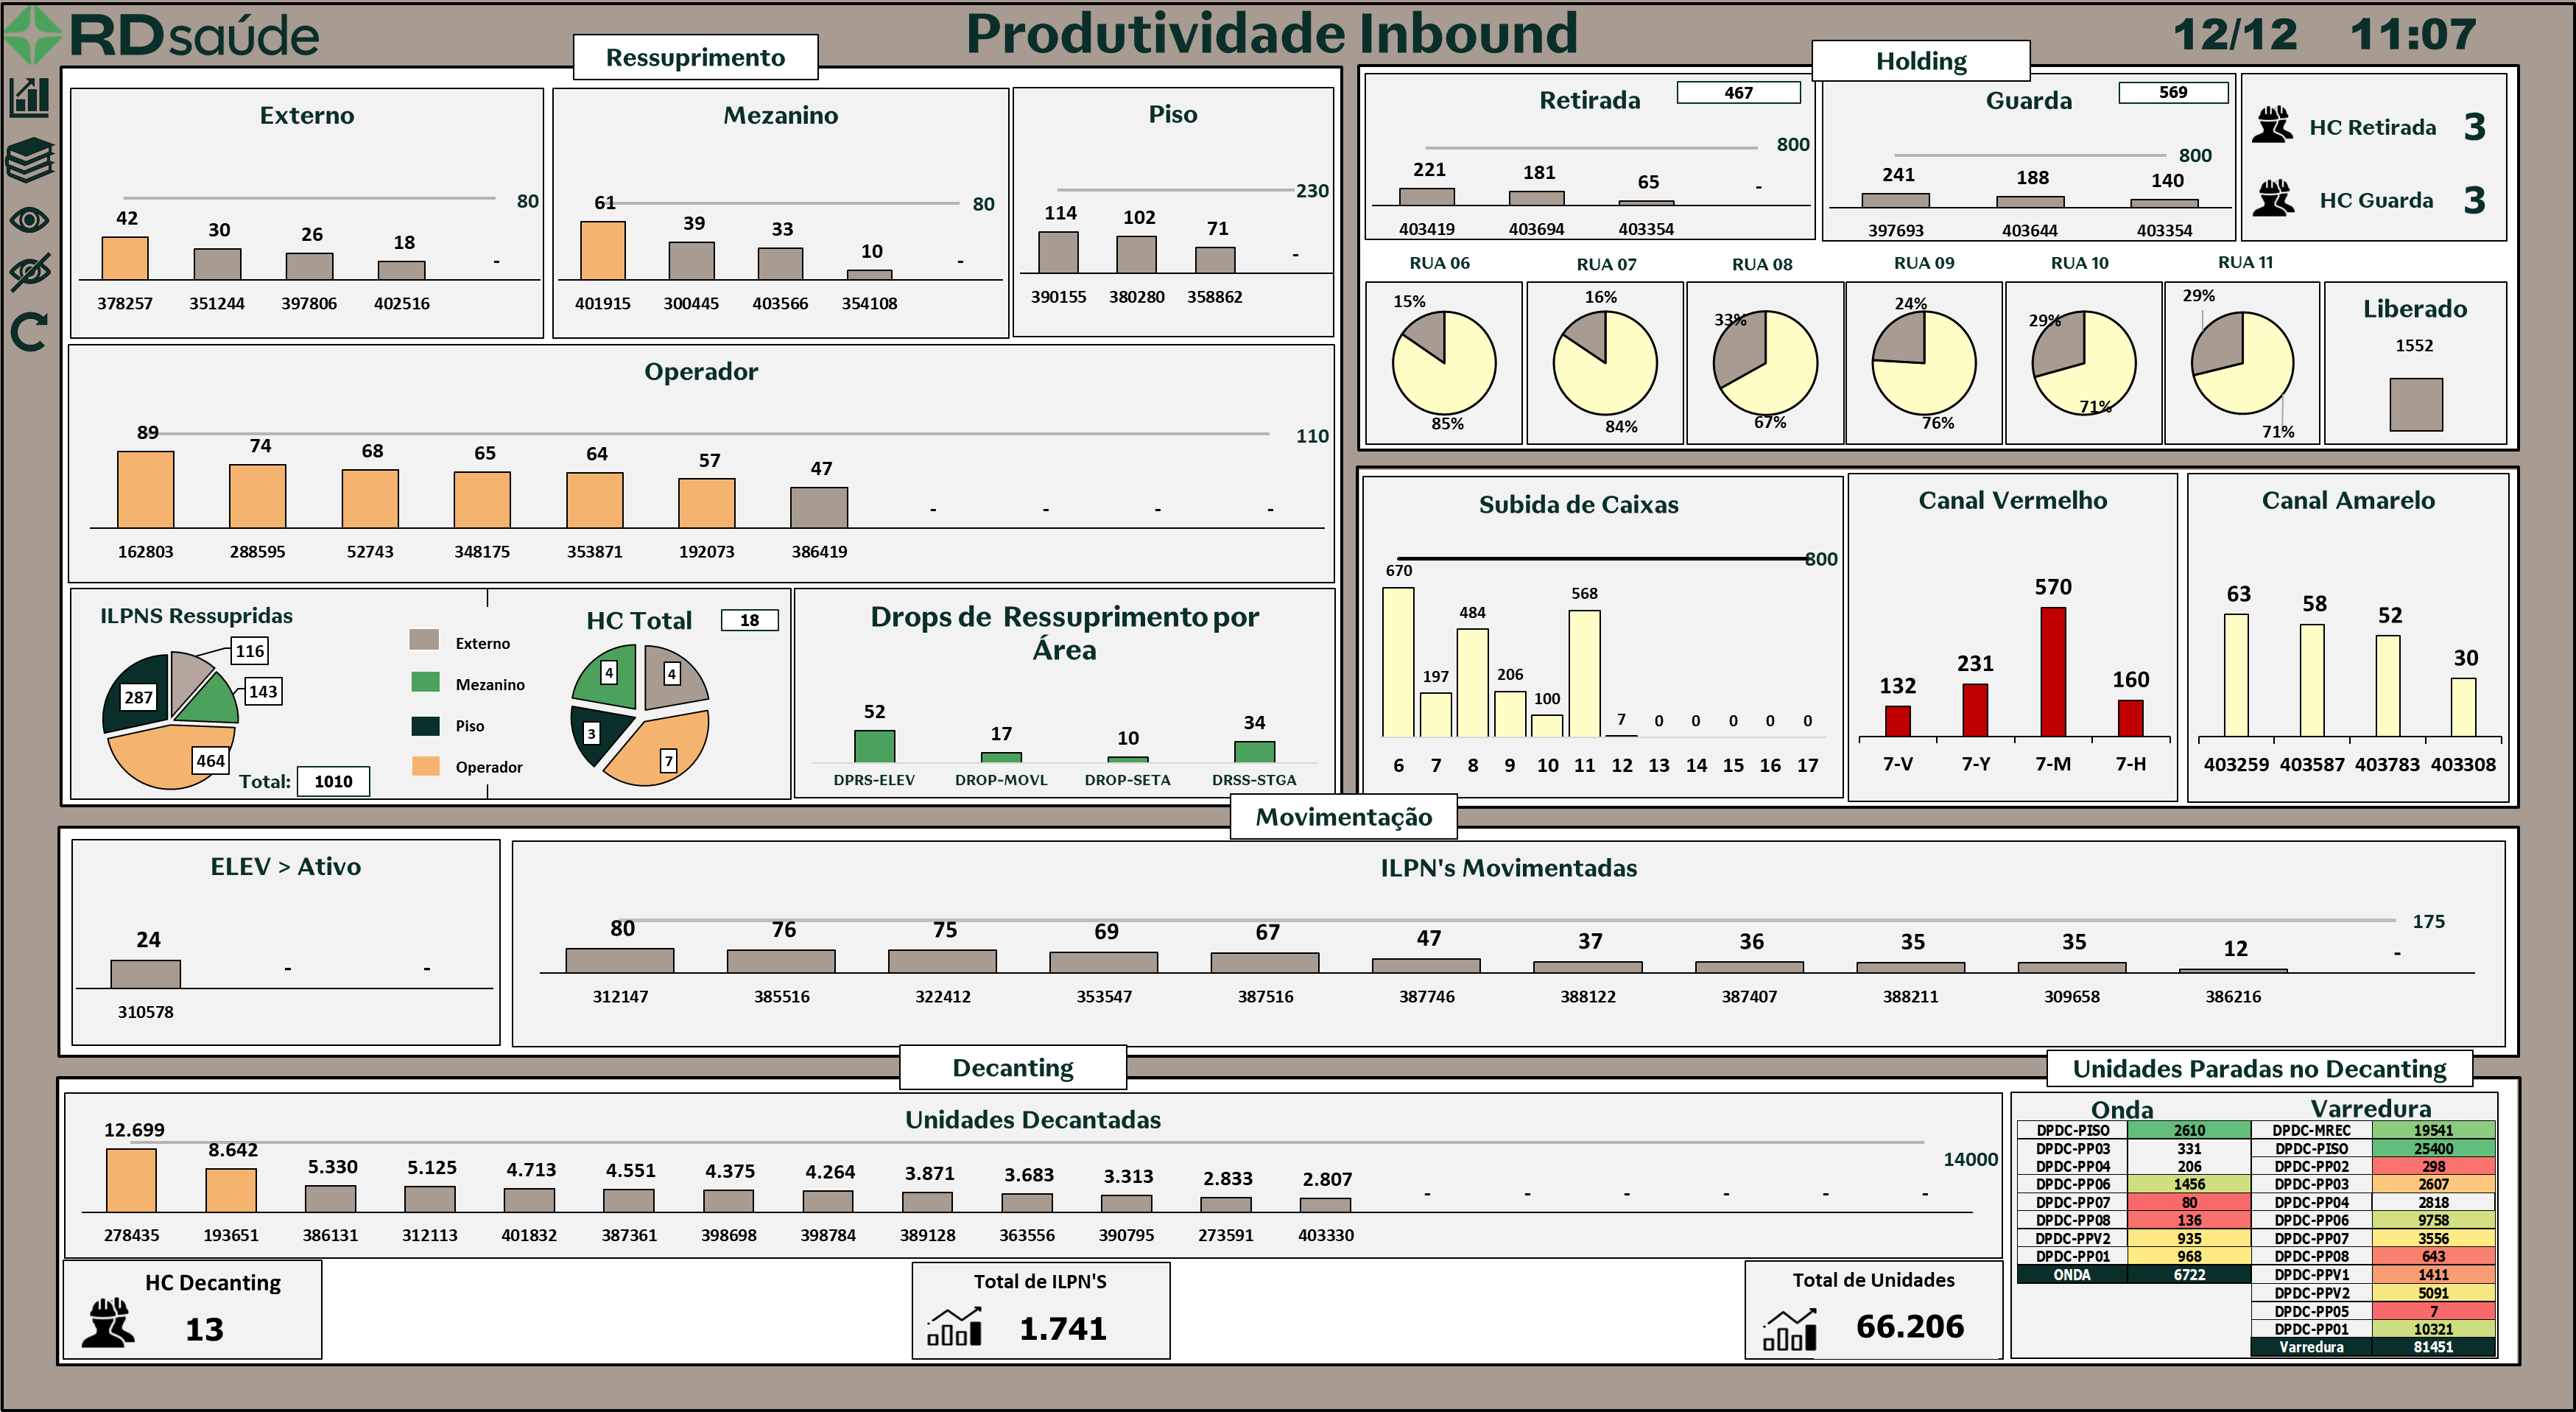 RDsaúde
Produtividade Inbound
12/12 11:07
Ressuprimento
Externo
80
42 30 26 18 -
378257 351244 397806 402516
Mezanino
80
61 39 33 10 -
401915 300445 403566 354108
Piso
230
114 102 71 -
390155 380280 358862
Operador
110
89 74 68 65 64 57 47 - - - -
162803 288595 52743 348175 353871 192073 386419
ILPNS Ressupridas
116
143
287
464
Total: 1010
Externo
Mezanino
Piso
Operador
HC Total 18
4 4
3
7
Drops de Ressuprimento por
Área
52 17 10 34
DPRS-ELEV DROP-MOVL DROP-SETA DRSS-STGA
Holding
Retirada 467
800
221 181 65 -
403419 403694 403354
Guarda 569
800
241 188 140
397693 403644 403354
HC Retirada 3
HC Guarda 3
RUA 06 RUA 07 RUA 08 RUA 09 RUA 10 RUA 11
15% 16% 33% 24% 29% 29%
85% 84% 67% 76% 71% 71%
Liberado
1552
Subida de Caixas
800
670 197 484 206 100 568 7 0 0 0 0 0
6 7 8 9 10 11 12 13 14 15 16 17
Canal Vermelho
132 231 570 160
7-V 7-Y 7-M 7-H
Canal Amarelo
63 58 52 30
403259 403587 403783 403308
Movimentação
ELEV > Ativo
24 - -
310578
ILPN's Movimentadas
175
80 76 75 69 67 47 37 36 35 35 12 -
312147 385516 322412 353547 387516 387746 388122 387407 388211 309658 386216
Decanting
Unidades Decantadas
14000
12.699 8.642 5.330 5.125 4.713 4.551 4.375 4.264 3.871 3.683 3.313 2.833 2.807 - - - - - -
278435 193651 386131 312113 401832 387361 398698 398784 389128 363556 390795 273591 403330
HC Decanting
13
Total de ILPN'S
1.741
Total de Unidades
66.206
Unidades Paradas no Decanting
Onda Varredura
DPDC-PISO 2610 DPDC-MREC 19541
DPDC-PP03 331 DPDC-PISO 25400
DPDC-PP04 206 DPDC-PP02 298
DPDC-PP06 1456 DPDC-PP03 2607
DPDC-PP07 80 DPDC-PP04 2818
DPDC-PP08 136 DPDC-PP06 9758
DPDC-PPV2 935 DPDC-PP07 3556
DPDC-PP01 968 DPDC-PP08 643
ONDA 6722 DPDC-PPV1 1411
DPDC-PPV2 5091
DPDC-PP05 7
DPDC-PP01 10321
Varredura 81451